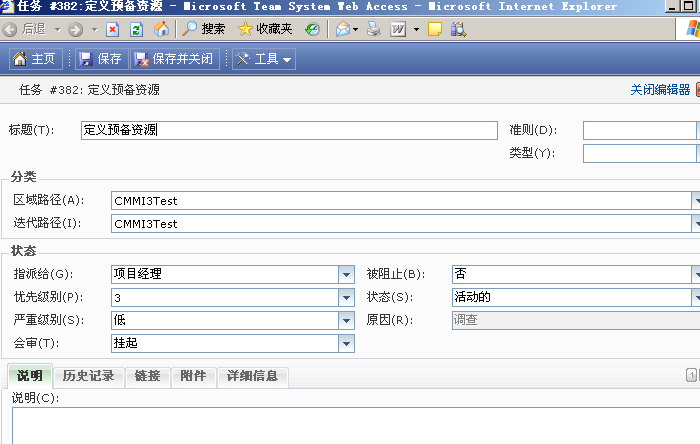 任务 #382:定义预备资源 - Microsoft Team System Web Access - Microsoft Internet Explorer
后退 搜索 收藏夹
主页 保存 保存并关闭 工具
任务 #382: 定义预备资源 关闭编辑器
标题(T): 定义预备资源 准则(D):
类型(Y):
分类
区域路径(A): CMMI3Test
迭代路径(I): CMMI3Test
状态
指派给(G): 项目经理 被阻止(B): 否
优先级别(P): 3 状态(S): 活动的
严重级别(S): 低 原因(R): 调查
会审(T): 挂起
说明 历史记录 链接 附件 详细信息 1
说明(C):